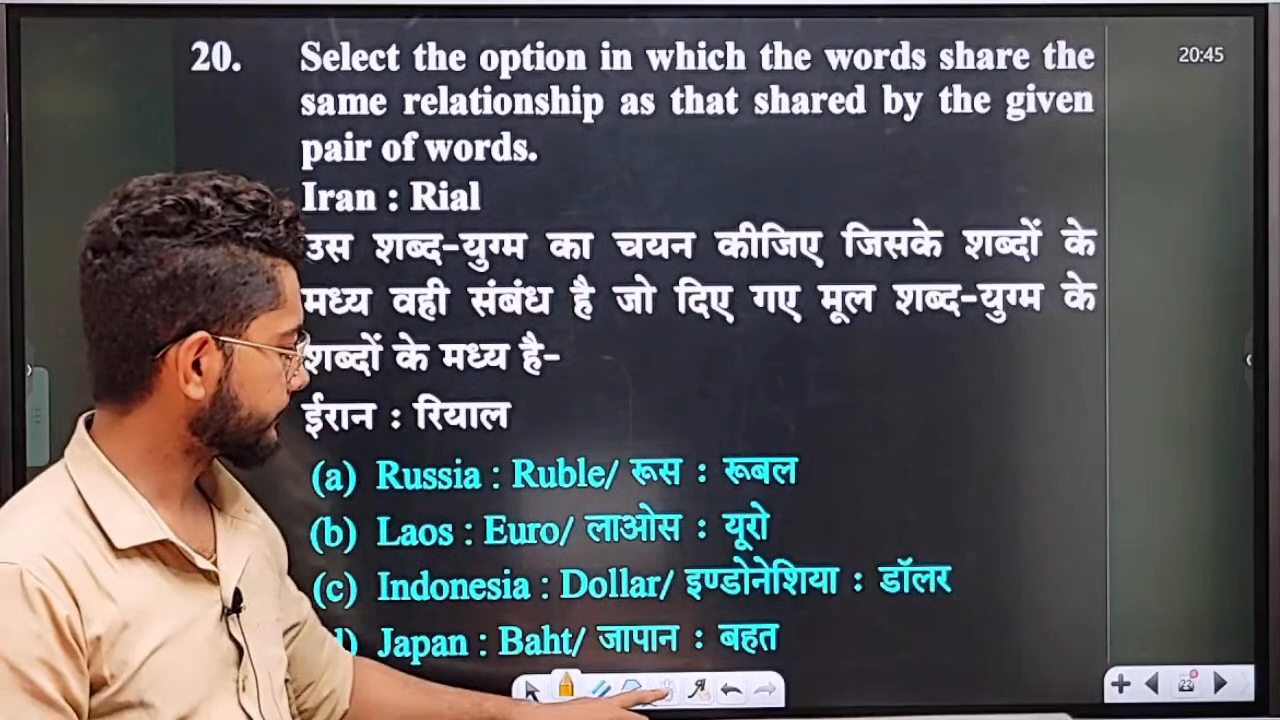 20. Select the option in which the words share the
20:45
same relationship as that shared by the given
pair of words.
Iran : Rial
उस शब्द-युग्म का चयन कीजिए जिसके शब्दों के
मध्य वही संबंध है जो दिए गए मूल शब्द-युग्म के
शब्दों के मध्य है-
ईरान : रियाल
(a) Russia : Ruble/ रूस : रूबल
(b) Laos : Euro/ लाओस : यूरो
(c) Indonesia : Dollar/ इण्डोनेशिया : डॉलर
) Japan : Baht/ जापान : बहत